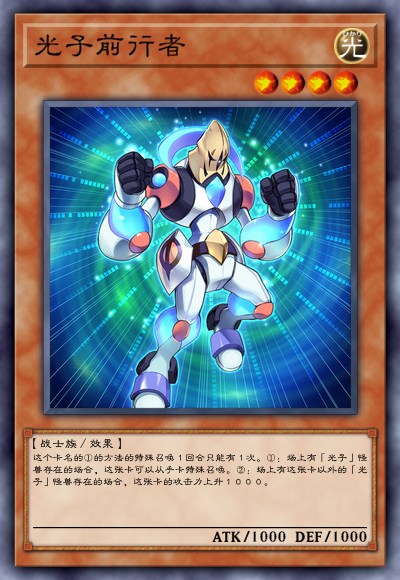 光子前行者
ひかり
光
【战士族/效果】
这个卡名的①的方法的特殊召唤1回合只能有1次。①:场上有「光子」怪
兽存在的场合,这张卡可以从手卡特殊召唤。②:场上有这张卡以外的「光
子」怪兽存在的场合,这张卡的攻击力上升1000。
ATK/1000 DEF/1000